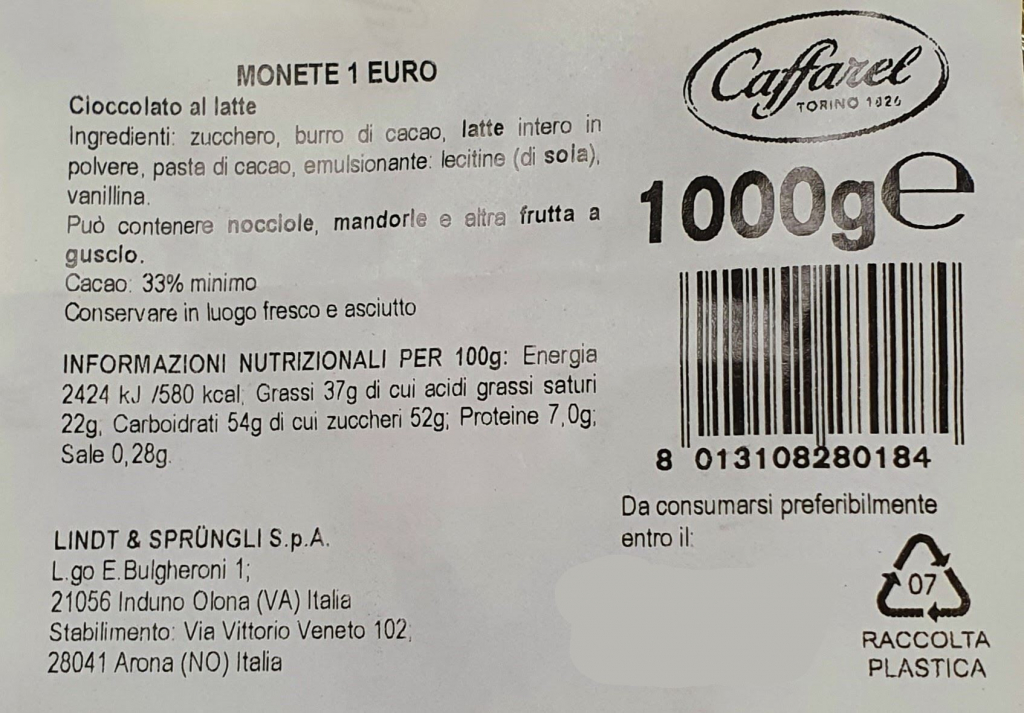 MONETE 1 EURO
Cioccolato al latte
Ingredienti: zucchero, burro di cacao, latte intero in
polvere, pasta di cacao, emulsionante: lecitine (di soia),
vanillina.
Può contenere nocciole, mandorle e altra frutta a
guscio.
Cacao: 33% minimo
Conservare in luogo fresco e asciutto
INFORMAZIONI NUTRIZIONALI PER 100g: Energia
2424 kJ /580 kcal; Grassi 37g di cui acidi grassi saturi
22g; Carboidrati 54g di cui zuccheri 52g; Proteine 7,0g;
Sale 0,28g.
LINDT & SPRÜNGLI S.p.A.
L.go E.Bulgheroni 1;
21056 Induno Olona (VA) Italia
Stabilimento: Via Vittorio Veneto 102;
28041 Arona (NO) Italia
Caffarel
TORINO 1826
1000g e
8 013108280184
Da consumarsi preferibilmente
entro il:
07
RACCOLTA
PLASTICA